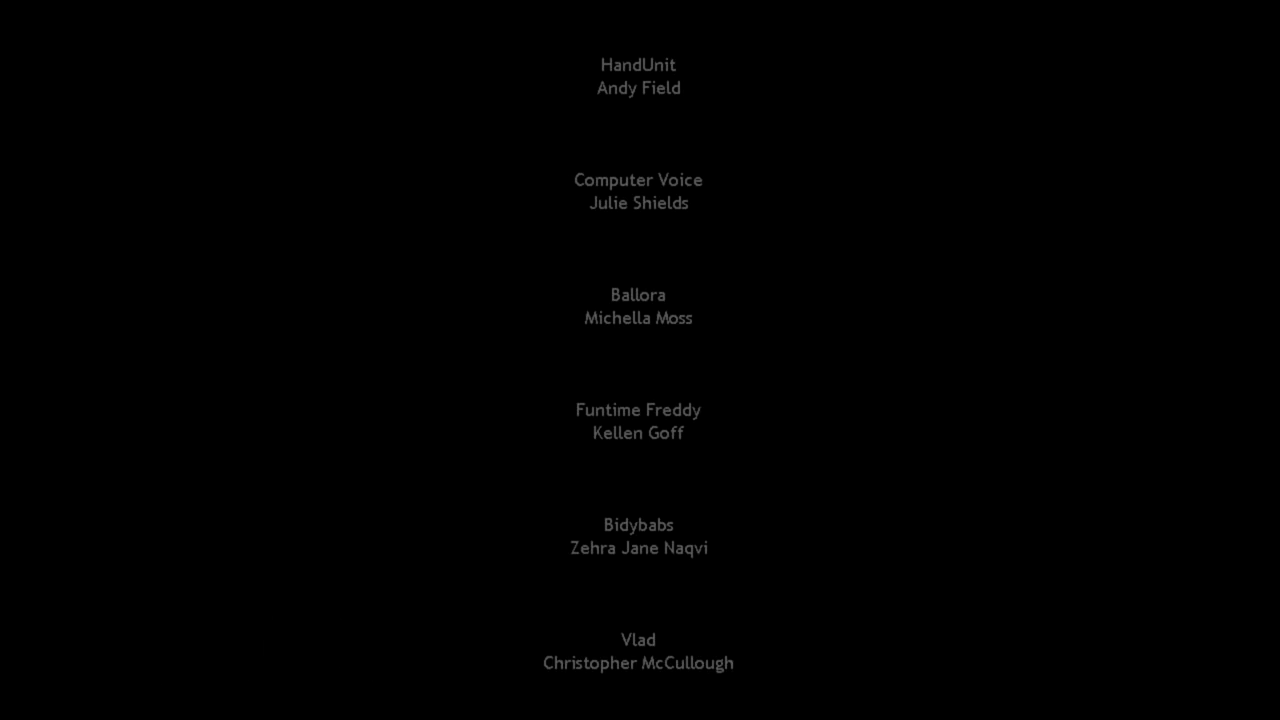 HandUnit
Andy Field
Computer Voice
Julie Shields
Ballora
Michella Moss
Funtime Freddy
Kellen Goff
Bidybabs
Zehra Jane Naqvi
Vlad
Christopher McCullough